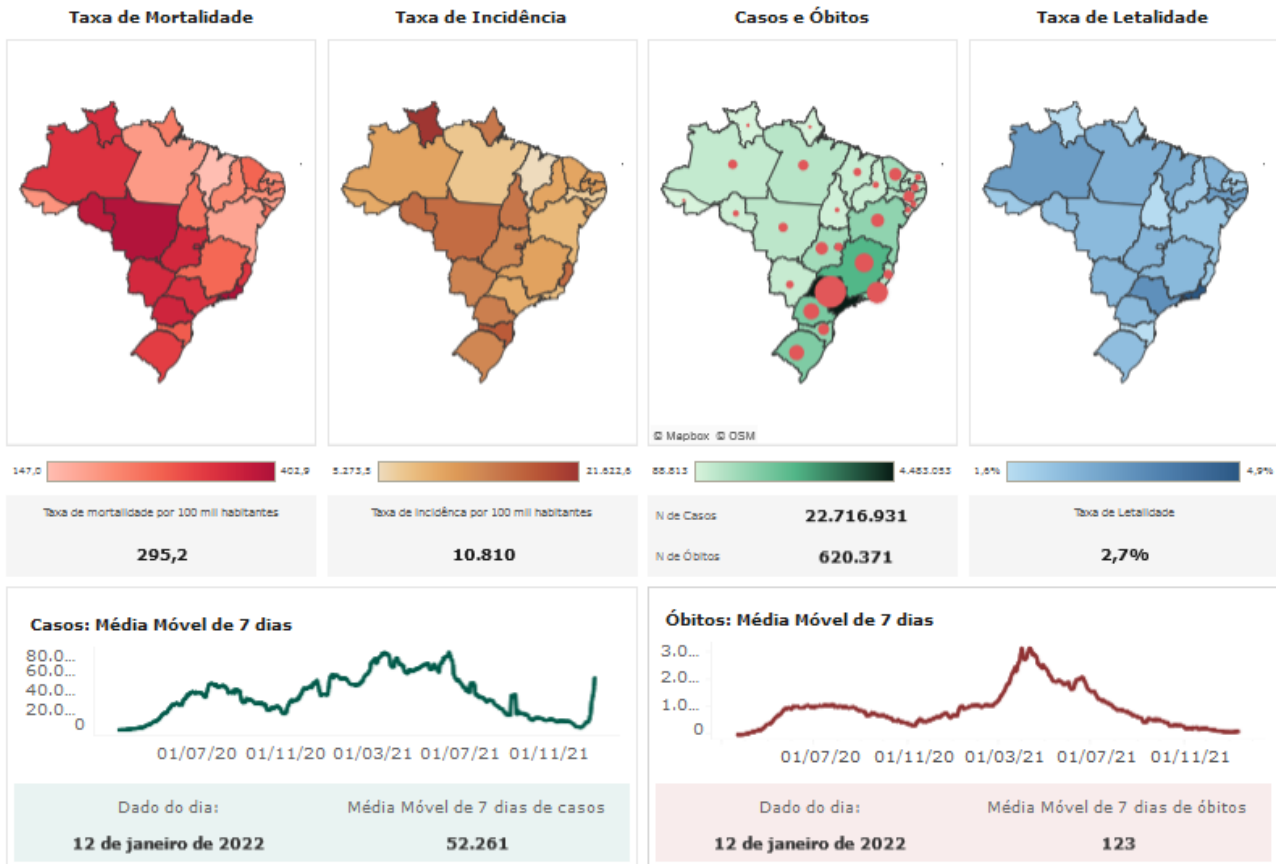 Taxa de Mortalidade
Taxa de Incidência
Casos e Óbitos
Taxa de Letalidade
© Mapbox © OSM
147,0
402,9
21.622,6
4.483.053
1,6%
4,9%
Taxa de mortalidade por 100 mil habitantes
295,2
Taxa de Incidênca por 100 mil habitantes
10.810
N de Casos
22.716.931
N de Óbitos
620.371
Taxa de Letalidade
2,7%
Casos: Média Móvel de 7 dias
80.0...
60.0...
40.0...
20.0...
0
01/07/20 01/11/20 01/03/21 01/07/21 01/11/21
Dado do dia:
12 de janeiro de 2022
Média Móvel de 7 dias de casos
52.261
Óbitos: Média Móvel de 7 dias
3.0...
2.0...
1.0...
0
01/07/20 01/11/20 01/03/21 01/07/21 01/11/21
Dado do dia:
12 de janeiro de 2022
Média Móvel de 7 dias de óbitos
123